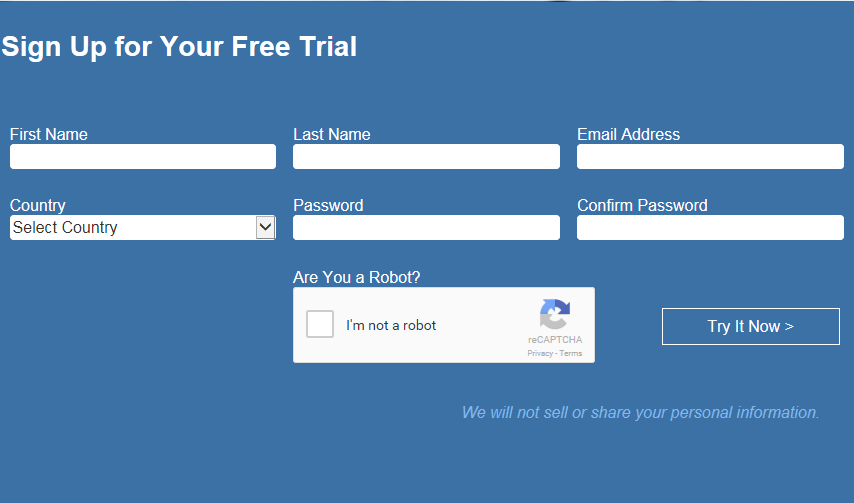 Sign Up for Your Free Trial
First Name Last Name Email Address
Country Password Confirm Password
Select Country
Are You a Robot?
I'm not a robot
reCAPTCHA
Privacy - Terms
Try It Now >
We will not sell or share your personal information.